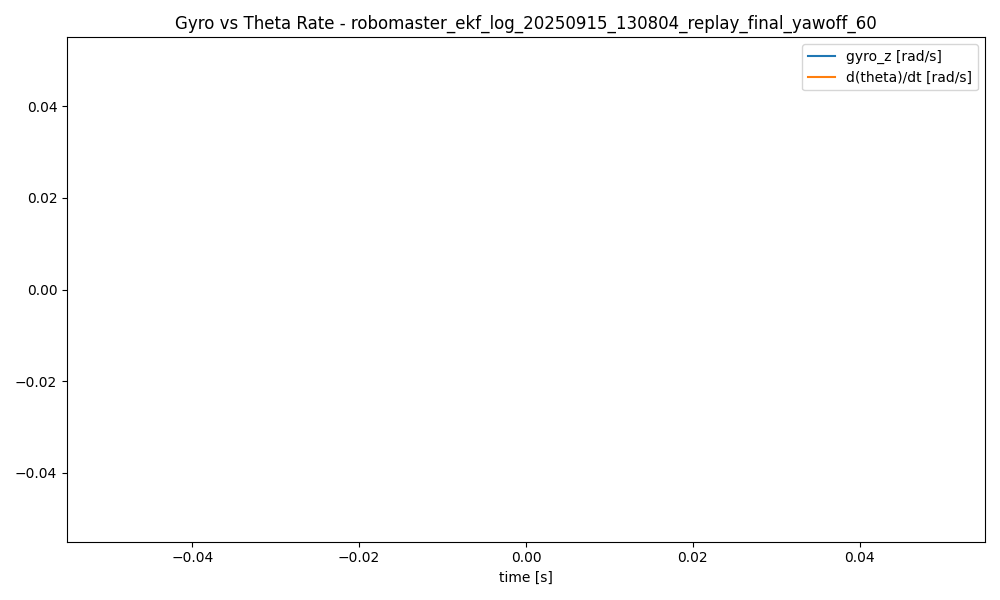 Gyro vs Theta Rate - robomaster_ekf_log_20250915_130804_replay_final_yawoff_60
gyro_z [rad/s]
d(theta)/dt [rad/s]
0.04
0.02
0.00
−0.02
−0.04
−0.04
−0.02
0.00
0.02
0.04
time [s]